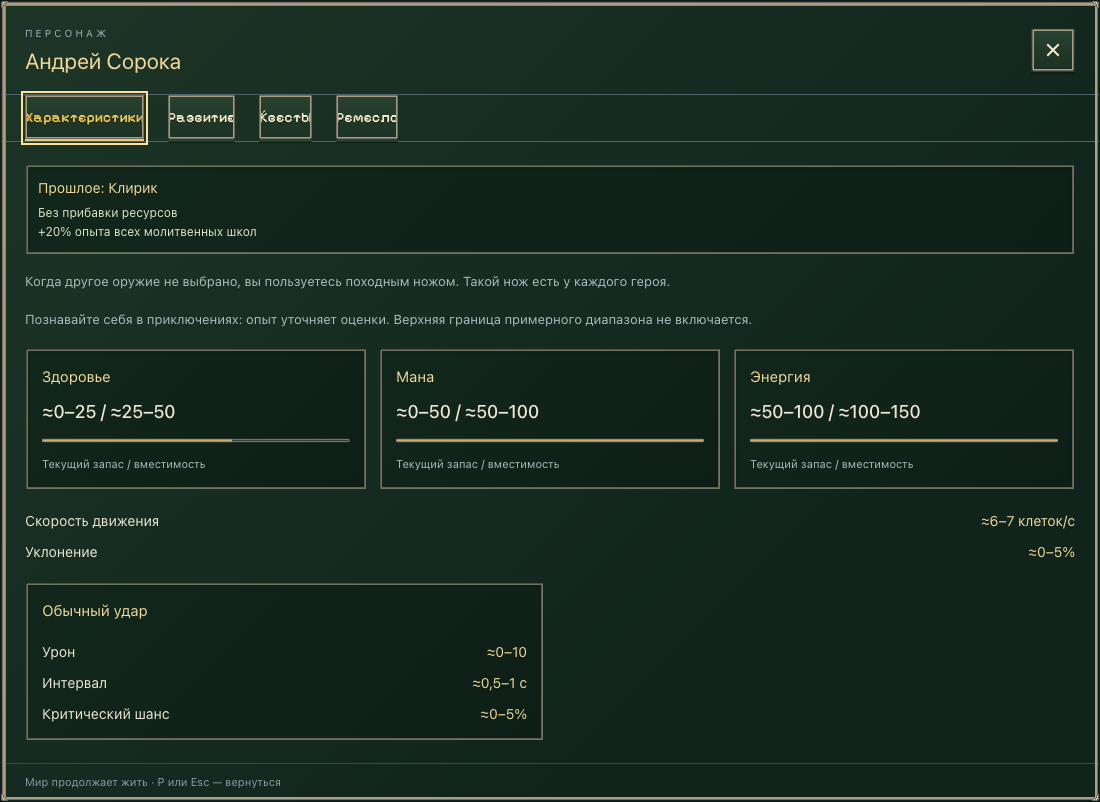 ПЕРСОНАЖ
Андрей Сорока
Характеристики Развитие Квесты Ремесло
Прошлое: Клирик
Без прибавки ресурсов
+20% опыта всех молитвенных школ
Когда другое оружие не выбрано, вы пользуетесь походным ножом. Такой нож есть у каждого героя.
Познавайте себя в приключениях: опыт уточняет оценки. Верхняя граница примерного диапазона не включается.
Здоровье
≈0–25 / ≈25–50
Текущий запас / вместимость
Мана
≈0–50 / ≈50–100
Текущий запас / вместимость
Энергия
≈50–100 / ≈100–150
Текущий запас / вместимость
Скорость движения ≈6–7 клеток/с
Уклонение ≈0–5%
Обычный удар
Урон ≈0–10
Интервал ≈0,5–1 с
Критический шанс ≈0–5%
Мир продолжает жить · P или Esc — вернуться